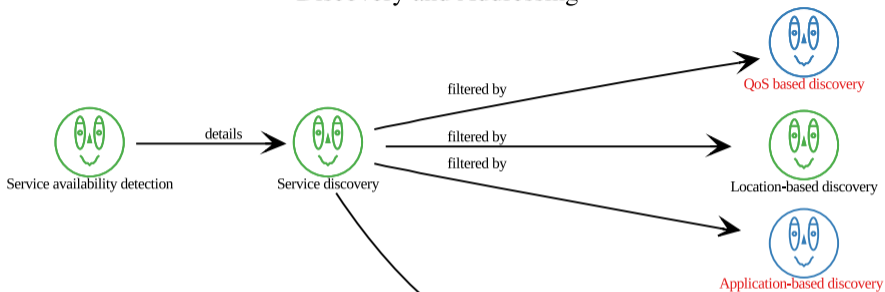 filtered by
QoS based discovery
details
filtered by
filtered by
Service availability detection
Service discovery
Location-based discovery
Application-based discovery